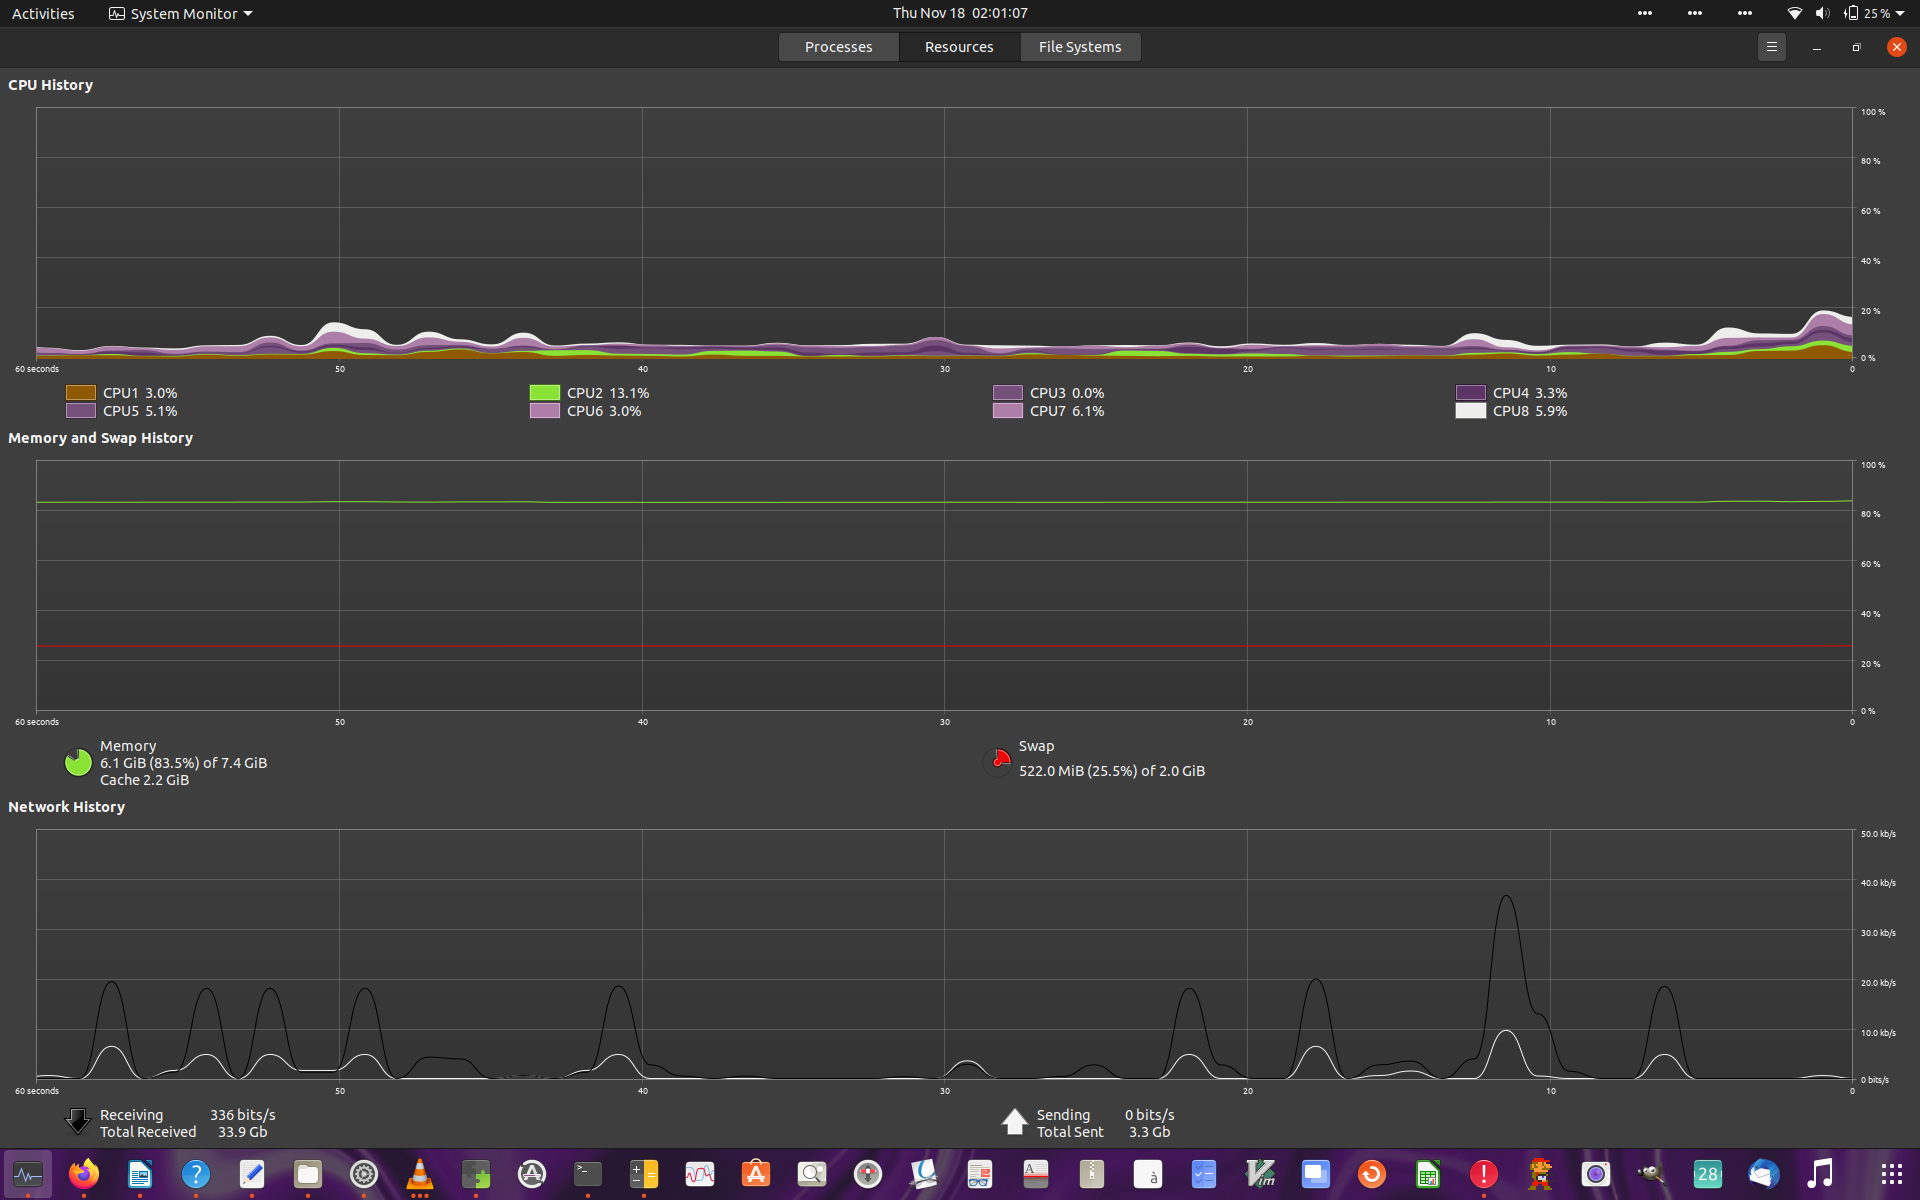 Activities System Monitor Thu Nov 18 02:01:07 25 %
Processes Resources File Systems
CPU History
100 %
80 %
60 %
40 %
20 %
0 %
60 seconds 50 40 30 20 10 0
CPU1 3.0% CPU2 13.1% CPU3 0.0% CPU4 3.3%
CPU5 5.1% CPU6 3.0% CPU7 6.1% CPU8 5.9%
Memory and Swap History
100 %
80 %
60 %
40 %
20 %
0 %
60 seconds 50 40 30 20 10 0
Memory
6.1 GiB (83.5%) of 7.4 GiB
Cache 2.2 GiB
Swap
522.0 MiB (25.5%) of 2.0 GiB
Network History
50.0 kb/s
40.0 kb/s
30.0 kb/s
20.0 kb/s
10.0 kb/s
0 bits/s
60 seconds 50 40 30 20 10 0
Receiving 336 bits/s
Total Received 33.9 Gb
Sending 0 bits/s
Total Sent 3.3 Gb
? >_ A à Vim ! 28